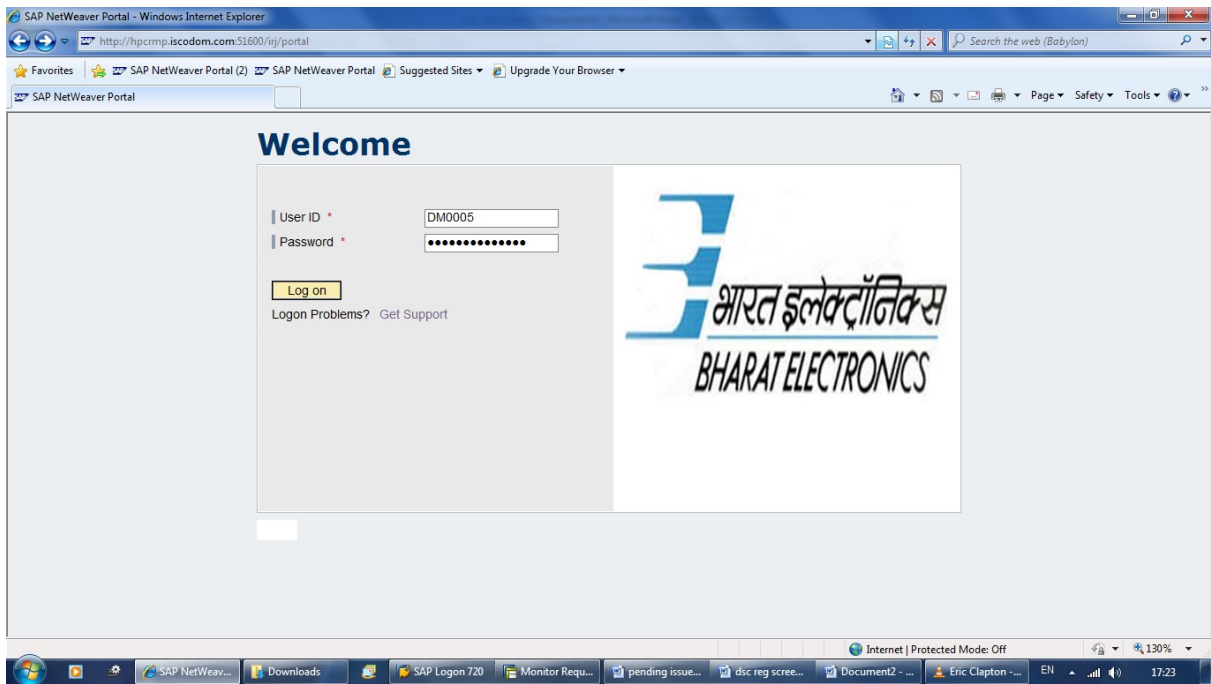 SAP NetWeaver Portal - Windows Internet Explorer
http://hpcrmp.iscodom.com:51600/irj/portal
Search the web (Babylon)
Favorites SAP NetWeaver Portal (2) SAP NetWeaver Portal Suggested Sites Upgrade Your Browser
SAP NetWeaver Portal
Page Safety Tools
Welcome
User ID *
DM0005
Password *
Log on
Logon Problems? Get Support
भारत इलेक्ट्रॉनिक्स
BHARAT ELECTRONICS
Internet | Protected Mode: Off
130%
SAP NetWeav... Downloads SAP Logon 720 Monitor Requ... pending issue... dsc reg scree... Document2 - ... Eric Clapton -... EN 17:23